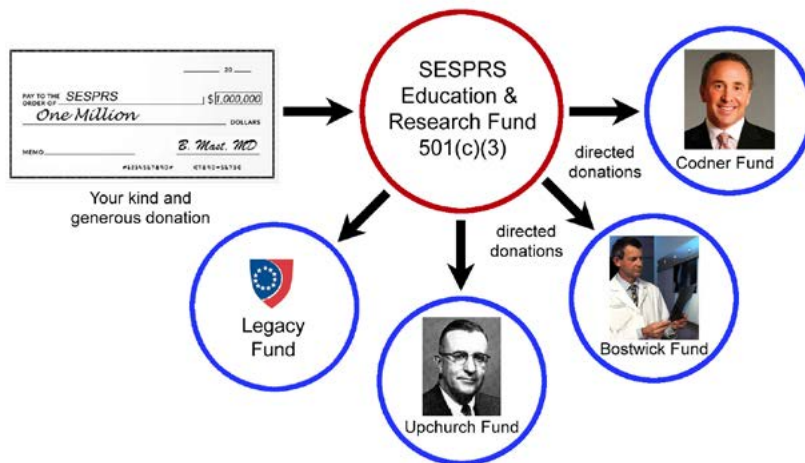 20
PAY TO THE
ORDER OF SESPRS $ 1,000,000
One Million DOLLARS
MEMO B. Mast, MD
Your kind and
generous donation
SESPRS
Education &
Research Fund
501(c)(3)
directed
donations
Codner Fund
directed
donations
Bostwick Fund
Legacy
Fund
Upchurch Fund